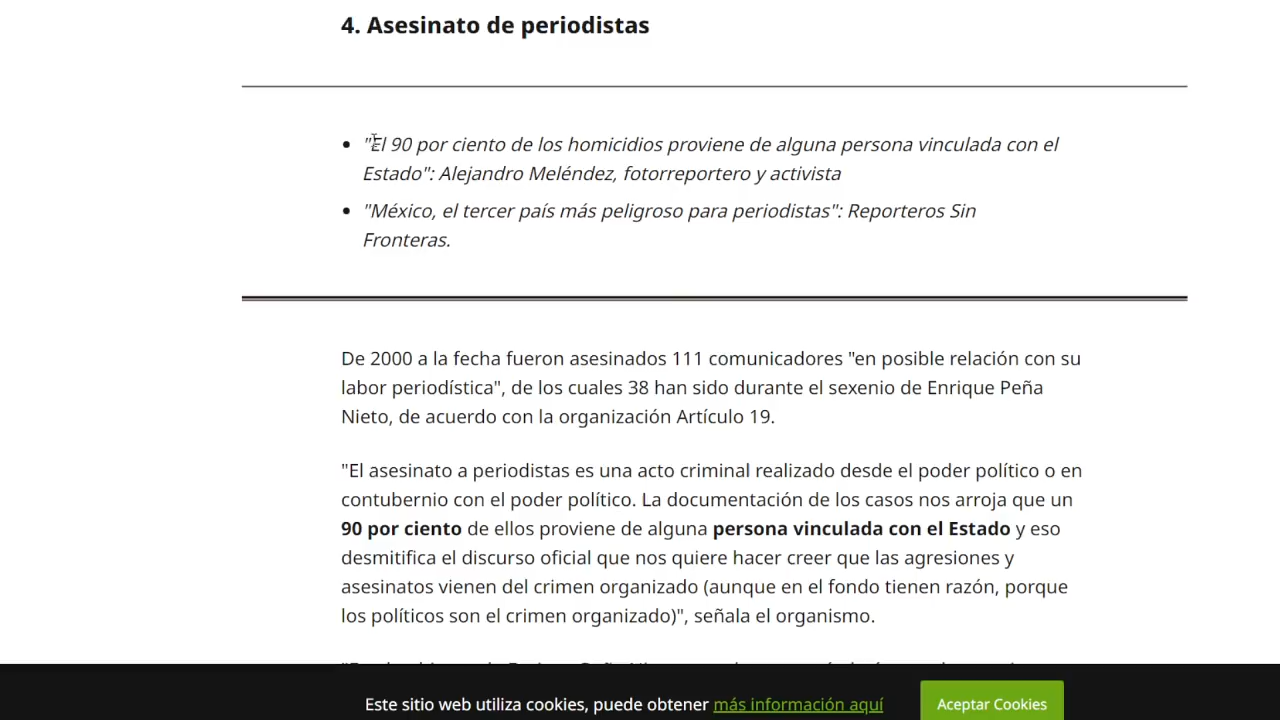 4. Asesinato de periodistas
"El 90 por ciento de los homicidios proviene de alguna persona vinculada con el
Estado": Alejandro Meléndez, fotorreportero y activista
"México, el tercer país más peligroso para periodistas": Reporteros Sin
Fronteras.
De 2000 a la fecha fueron asesinados 111 comunicadores "en posible relación con su
labor periodística", de los cuales 38 han sido durante el sexenio de Enrique Peña
Nieto, de acuerdo con la organización Artículo 19.
"El asesinato a periodistas es una acto criminal realizado desde el poder político o en
contubernio con el poder político. La documentación de los casos nos arroja que un
90 por ciento de ellos proviene de alguna persona vinculada con el Estado y eso
desmitifica el discurso oficial que nos quiere hacer creer que las agresiones y
asesinatos vienen del crimen organizado (aunque en el fondo tienen razón, porque
los políticos son el crimen organizado)", señala el organismo.
Este sitio web utiliza cookies, puede obtener más información aquí
Aceptar Cookies